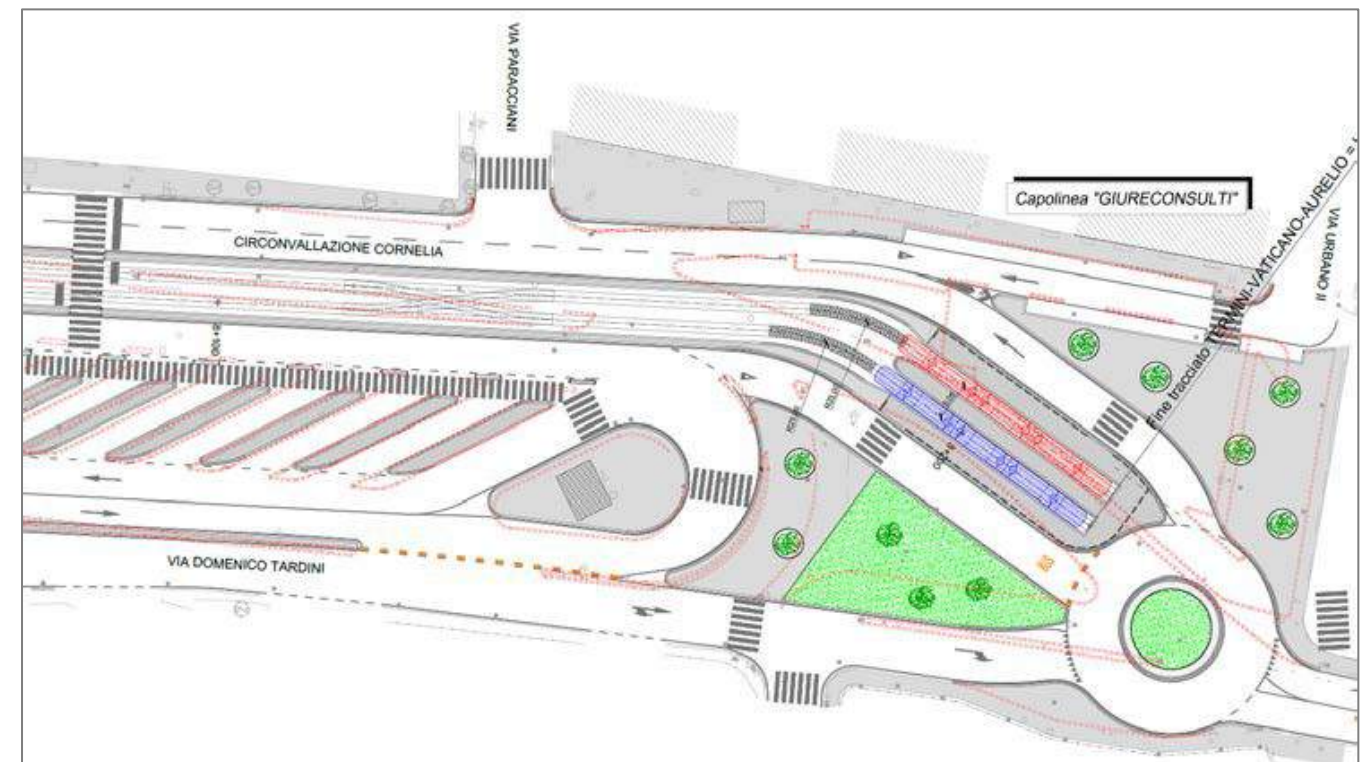 VIA PARACCIANI
Capolinea "GIURECONSULTI"
Fine tracciato TERMINI-VATICANO-AURELIO =
VIA URBANO II
CIRCONVALLAZIONE CORNELIA
VIA DOMENICO TARDINI